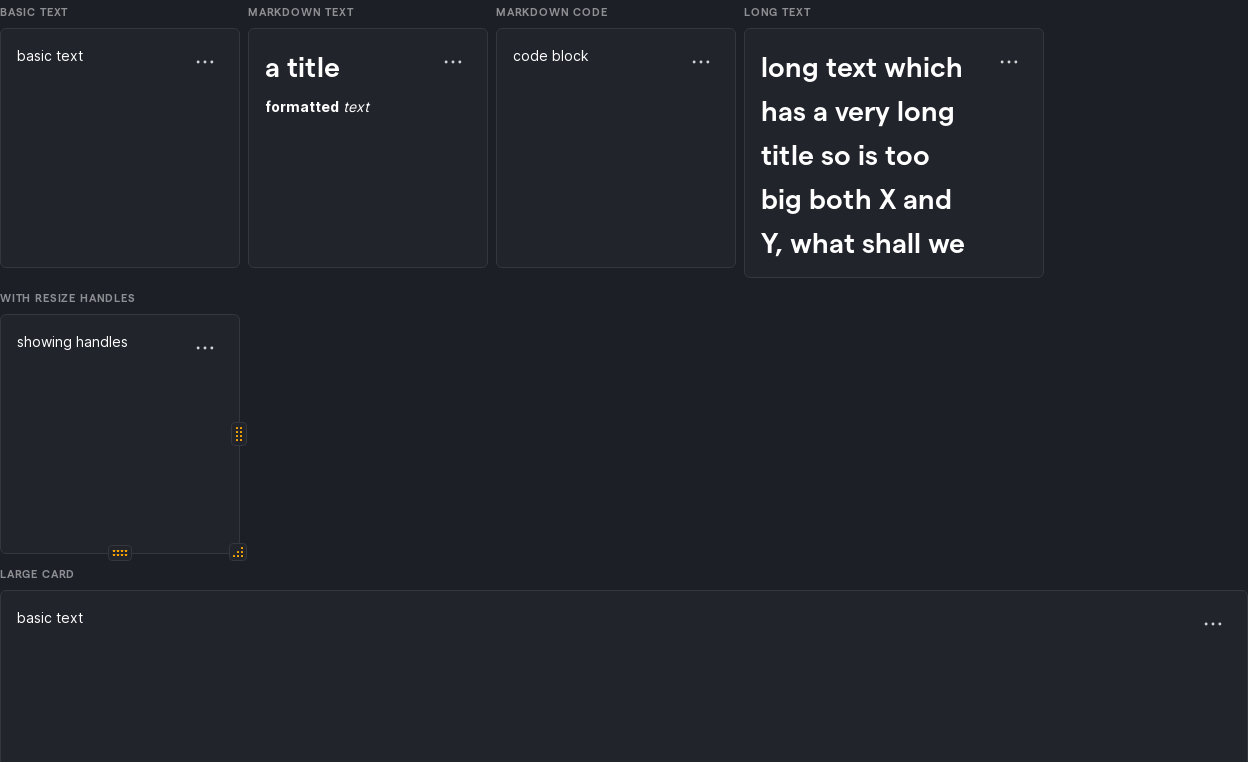 BASIC TEXT
MARKDOWN TEXT
MARKDOWN CODE
LONG TEXT
basic text
a title
formatted text
code block
long text which
has a very long
title so is too
big both X and
Y, what shall we
WITH RESIZE HANDLES
showing handles
LARGE CARD
basic text